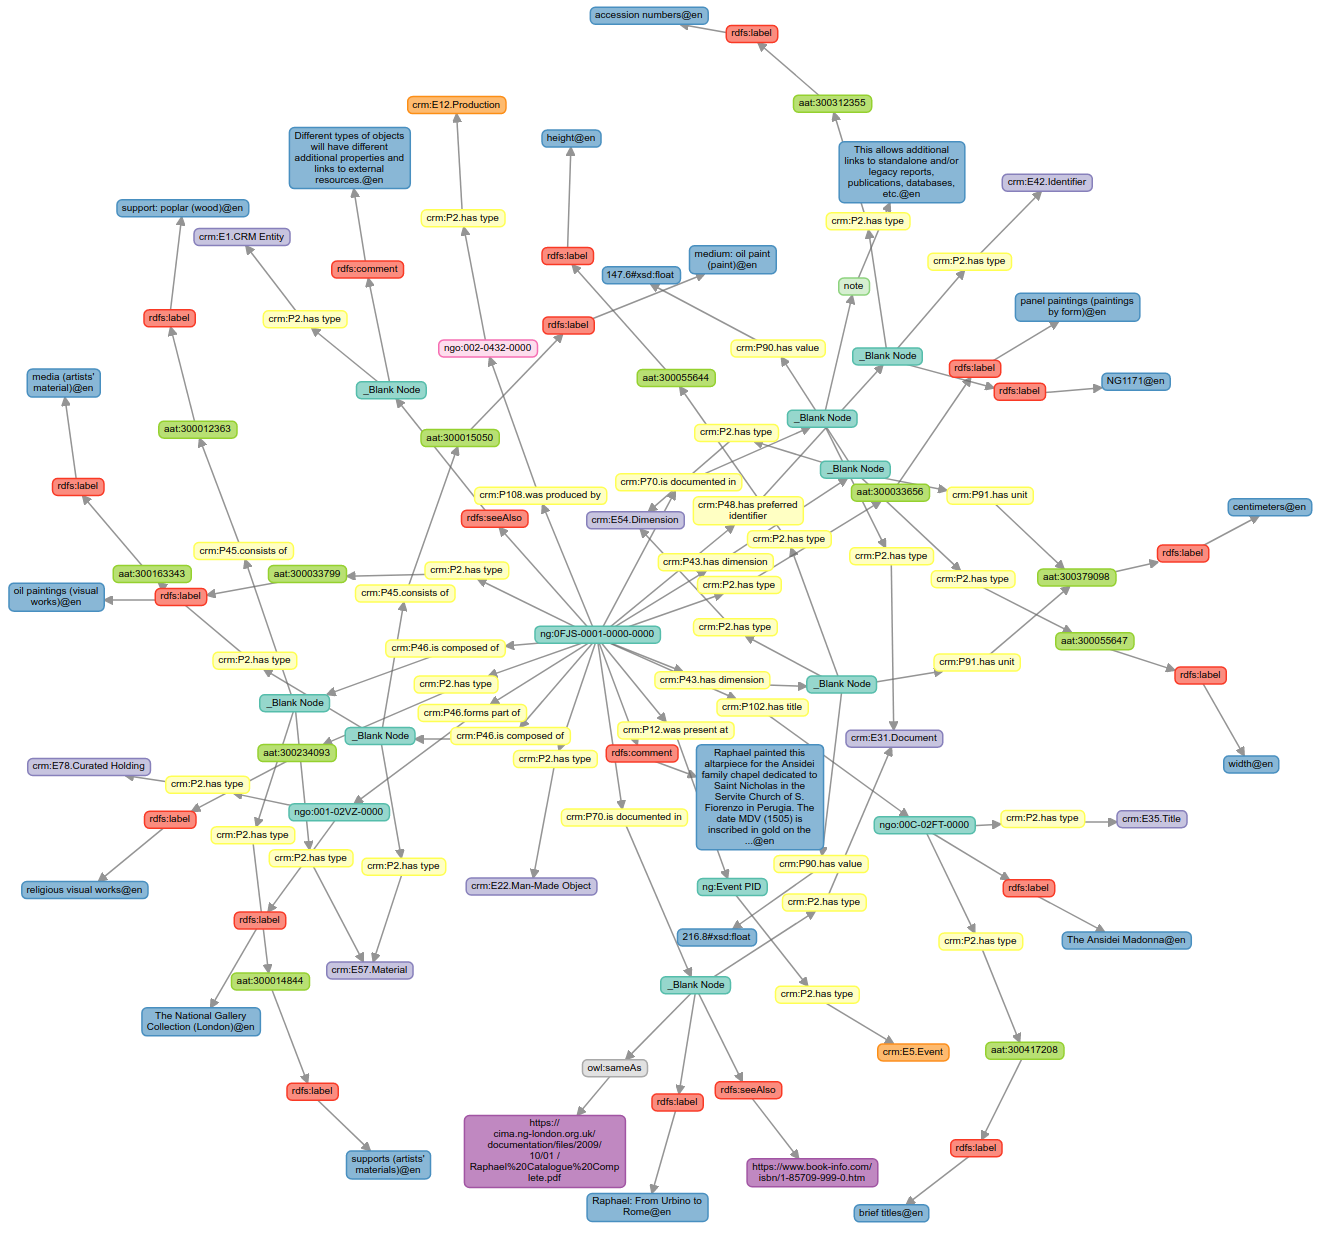 accession numbers@en
rdfs:label
aat:300312355
crm:E12.Production
Different types of objects
will have different
additional properties and
links to external
resources.@en
height@en
This allows additional
links to standalone and/or
legacy reports,
publications, databases,
etc.@en
crm:E42.Identifier
support: poplar (wood)@en
crm:P2.has type
crm:P2.has type
crm:E1.CRM Entity
rdfs:comment
rdfs:label
medium: oil paint
(paint)@en
147.6#xsd:float
crm:P2.has type
note
panel paintings (paintings
by form)@en
rdfs:label
crm:P2.has type
rdfs:label
ngo:002-0432-0000
crm:P90.has value
_Blank Node
rdfs:label
media (artists'
material)@en
_Blank Node
aat:300055644
rdfs:label
NG1171@en
aat:300012363
aat:300015050
_Blank Node
crm:P2.has type
_Blank Node
rdfs:label
crm:P108.was produced by
crm:P70.is documented in
aat:300033656
crm:P91.has unit
rdfs:seeAlso
crm:E54.Dimension
crm:P48.has preferred
identifier
centimeters@en
crm:P2.has type
crm:P45.consists of
crm:P43.has dimension
crm:P2.has type
rdfs:label
aat:300163343
aat:300033799
crm:P2.has type
crm:P2.has type
crm:P2.has type
aat:300379098
oil paintings (visual
works)@en
rdfs:label
crm:P45.consists of
ng:0FJS-0001-0000-0000
crm:P2.has type
aat:300055647
crm:P2.has type
crm:P46.is composed of
crm:P91.has unit
rdfs:label
crm:P2.has type
crm:P43.has dimension
_Blank Node
_Blank Node
crm:P46.forms part of
crm:P102.has title
_Blank Node
crm:P46.is composed of
crm:P12.was present at
crm:E31.Document
aat:300234093
crm:P2.has type
rdfs:comment
Raphael painted this
altarpiece for the Ansidei
family chapel dedicated to
Saint Nicholas in the
Servite Church of S.
Fiorenzo in Perugia. The
date MDV (1505) is
inscribed in gold on the
...@en
width@en
crm:E78.Curated Holding
crm:P2.has type
rdfs:label
ngo:001-02VZ-0000
crm:P70.is documented in
ngo:00C-02FT-0000
crm:P2.has type
crm:E35.Title
crm:P2.has type
crm:P2.has type
crm:P2.has type
crm:P90.has value
religious visual works@en
crm:E22.Man-Made Object
ng:Event PID
rdfs:label
crm:P2.has type
rdfs:label
216.8#xsd:float
crm:P2.has type
The Ansidei Madonna@en
crm:E57.Material
aat:300014844
_Blank Node
crm:P2.has type
The National Gallery
Collection (London)@en
crm:E5.Event
aat:300417208
owl:sameAs
rdfs:label
rdfs:label
rdfs:seeAlso
https://
cima.ng-london.org.uk/
documentation/files/2009/
10/01 /
Raphael%20Catalogue%20Comp
lete.pdf
rdfs:label
supports (artists'
materials)@en
https://www.book-info.com/
isbn/1-85709-999-0.htm
Raphael: From Urbino to
Rome@en
brief titles@en